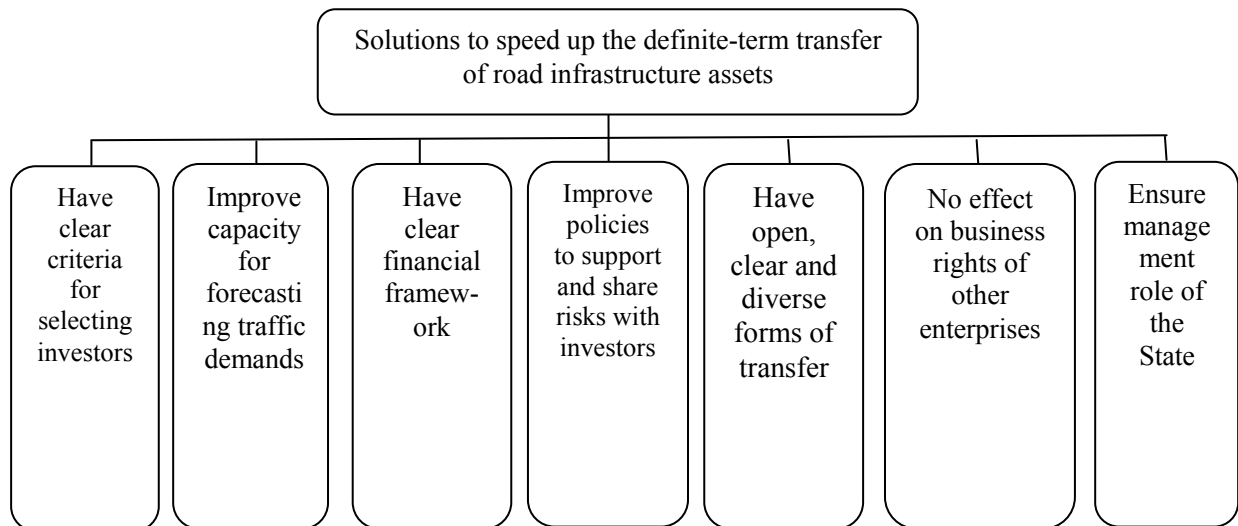 Solutions to speed up the definite-term transfer
of road infrastructure assets
Have
clear
criteria
for
selecting
investors
Improve
capacity
for
forecasti
ng traffic
demands
Have
clear
financial
framew-
ork
Improve
policies
to support
and share
risks with
investors
Have
open,
clear and
diverse
forms of
transfer
No effect
on business
rights of
other
enterprises
Ensure
manage
ment
role of
the
State